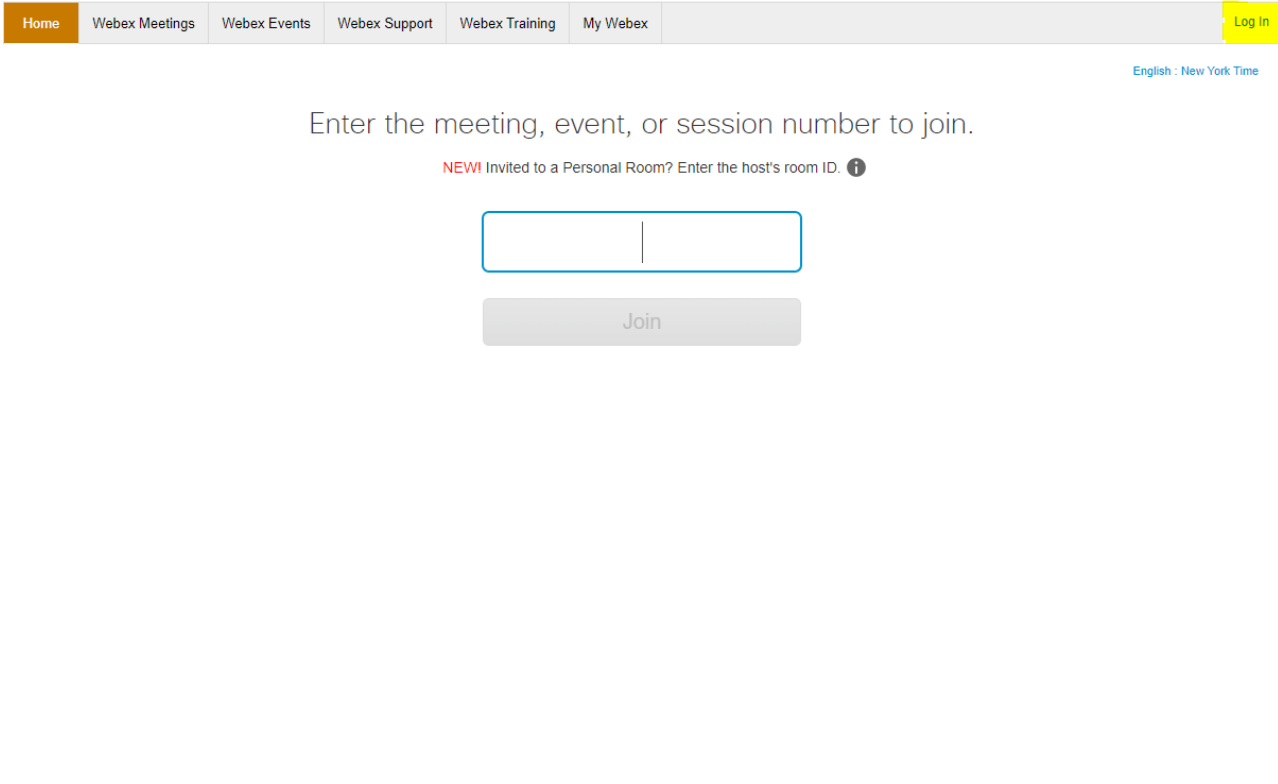 Home Webex Meetings Webex Events Webex Support Webex Training My Webex Log In
English : New York Time
Enter the meeting, event, or session number to join.
NEW! Invited to a Personal Room? Enter the host's room ID. i
Join